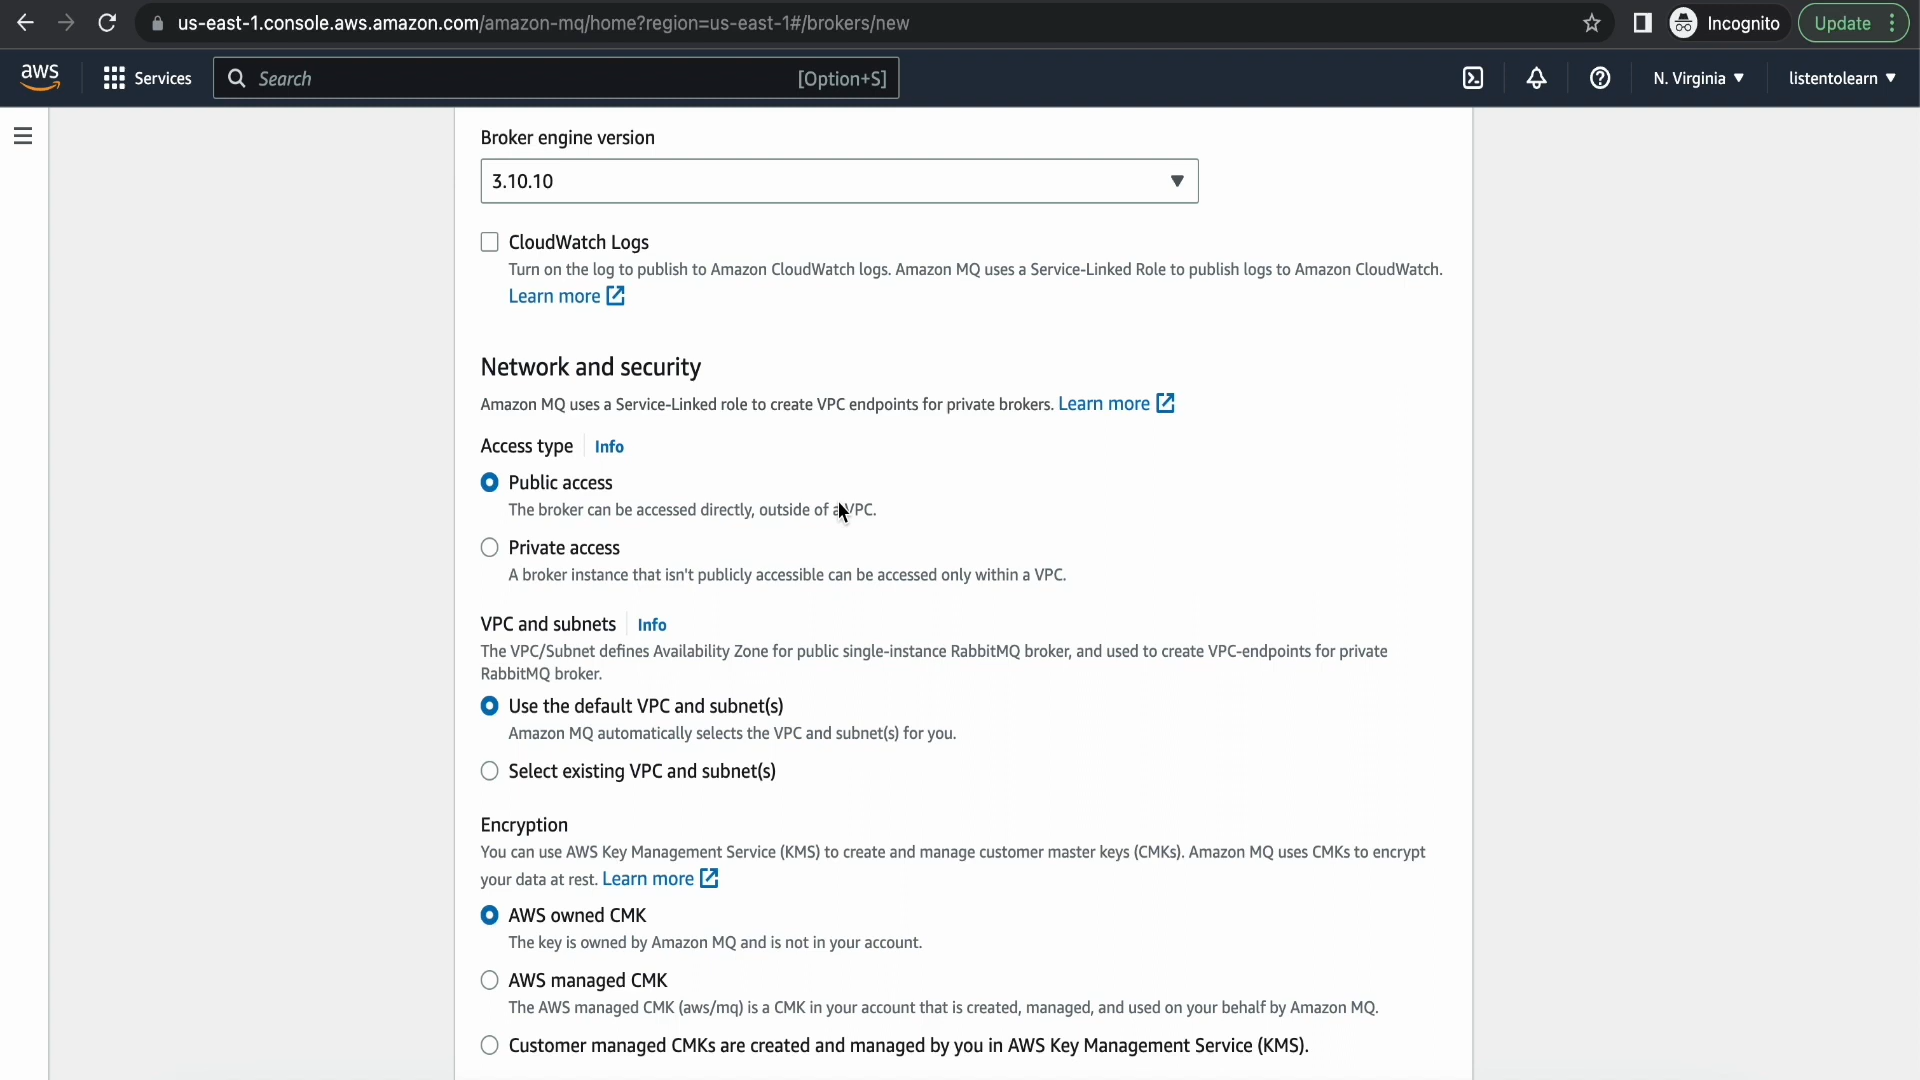 us-east-1.console.aws.amazon.com/amazon-mq/home?region=us-east-1#/brokers/new
Incognito
Update
aws
Services
Search
[Option+S]
N. Virginia
listentolearn
Broker engine version
3.10.10
CloudWatch Logs
Turn on the log to publish to Amazon CloudWatch logs. Amazon MQ uses a Service-Linked Role to publish logs to Amazon CloudWatch.
Learn more
Network and security
Amazon MQ uses a Service-Linked role to create VPC endpoints for private brokers. Learn more
Access type
Info
Public access
The broker can be accessed directly, outside of a VPC.
Private access
A broker instance that isn't publicly accessible can be accessed only within a VPC.
VPC and subnets
Info
The VPC/Subnet defines Availability Zone for public single-instance RabbitMQ broker, and used to create VPC-endpoints for private
RabbitMQ broker.
Use the default VPC and subnet(s)
Amazon MQ automatically selects the VPC and subnet(s) for you.
Select existing VPC and subnet(s)
Encryption
You can use AWS Key Management Service (KMS) to create and manage customer master keys (CMKs). Amazon MQ uses CMKs to encrypt
your data at rest. Learn more
AWS owned CMK
The key is owned by Amazon MQ and is not in your account.
AWS managed CMK
The AWS managed CMK (aws/mq) is a CMK in your account that is created, managed, and used on your behalf by Amazon MQ.
Customer managed CMKs are created and managed by you in AWS Key Management Service (KMS).